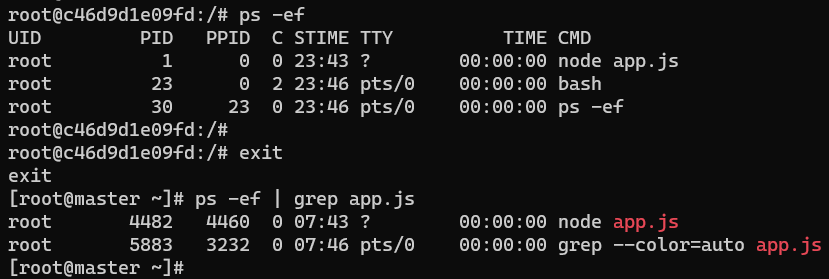 root@c46d9d1e09fd:/# ps -ef
UID          PID    PPID  C STIME TTY          TIME CMD
root           1       0  0 23:43 ?        00:00:00 node app.js
root          23       0  2 23:46 pts/0    00:00:00 bash
root          30      23  0 23:46 pts/0    00:00:00 ps -ef
root@c46d9d1e09fd:/#
root@c46d9d1e09fd:/# exit
exit
[root@master ~]# ps -ef | grep app.js
root        4482    4460  0 07:43 ?        00:00:00 node app.js
root        5883    3232  0 07:46 pts/0    00:00:00 grep --color=auto app.js
[root@master ~]#